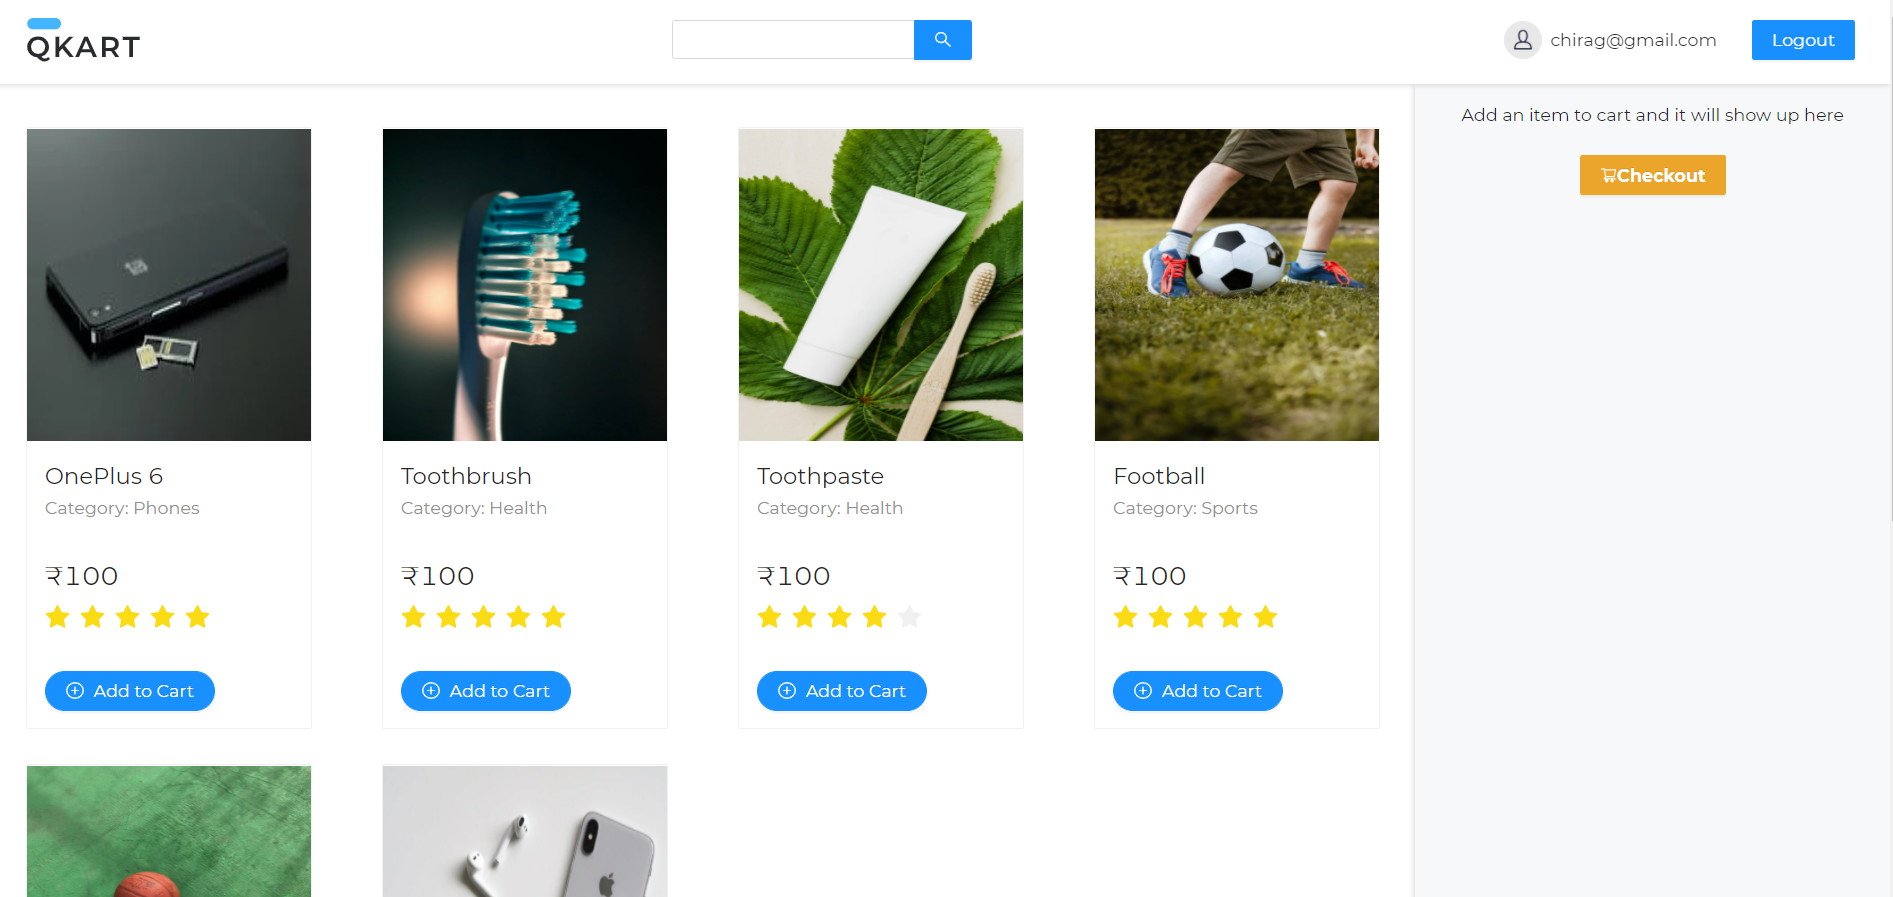 QKART
chirag@gmail.com
Logout
Add an item to cart and it will show up here
Checkout
OnePlus 6
Category: Phones
₹100
Add to Cart
Toothbrush
Category: Health
₹100
Add to Cart
Toothpaste
Category: Health
₹100
Add to Cart
Football
Category: Sports
₹100
Add to Cart